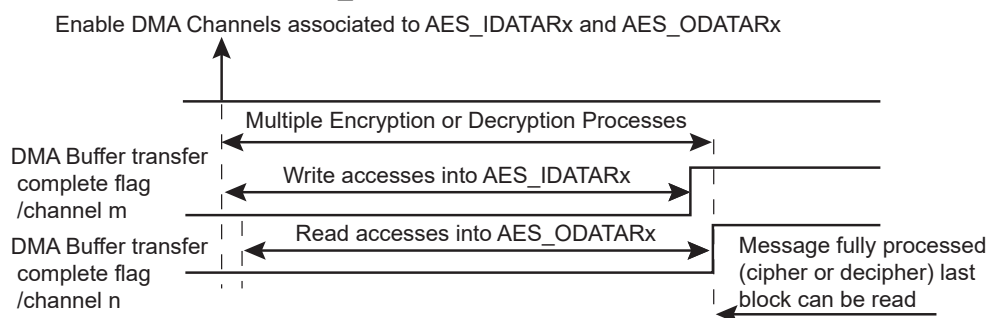 Enable DMA Channels associated to AES_IDATARx and AES_ODATARx
Multiple Encryption or Decryption Processes
DMA Buffer transfer
complete flag
/channel m
Write accesses into AES_IDATARx
DMA Buffer transfer
complete flag
/channel n
Read accesses into AES_ODATARx
Message fully processed
(cipher or decipher) last
block can be read